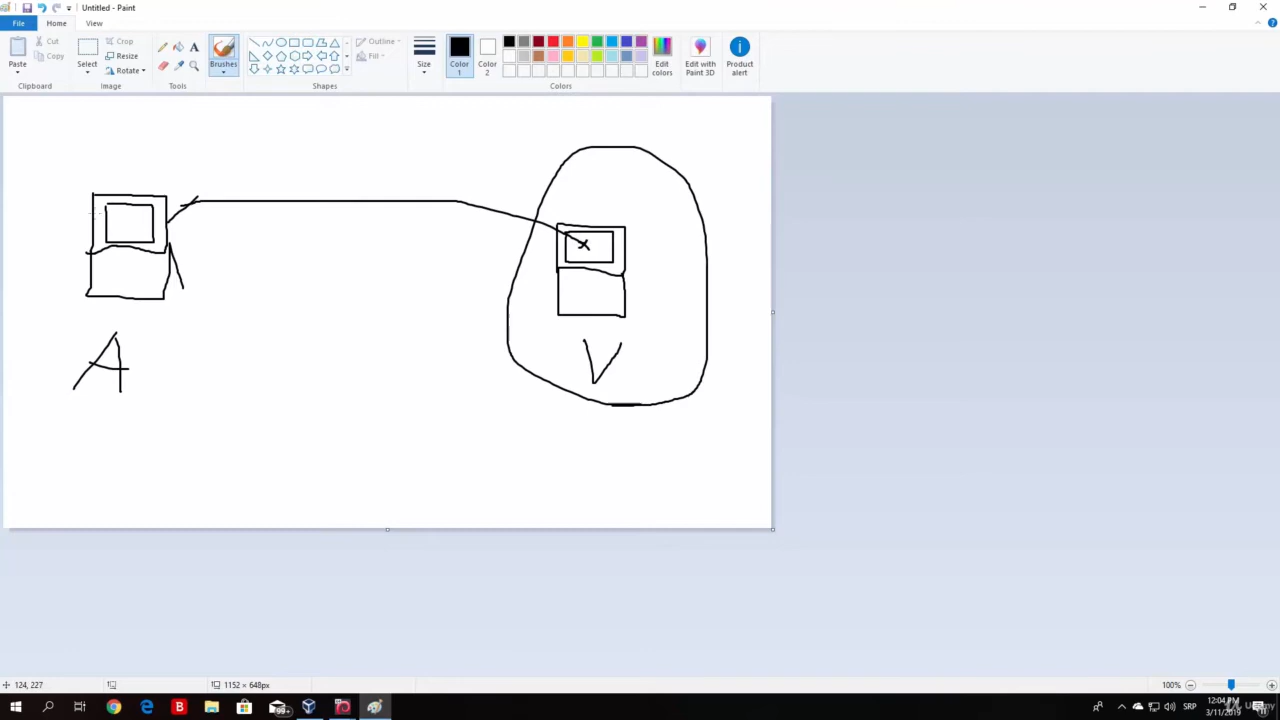 Untitled - Paint
File Home View
Paste
Cut
Copy
Clipboard
Select
Crop
Resize
Rotate
Image
A
Tools
Brushes
Shapes
Outline
Fill
Size
Color 1
Color 2
Edit colors
Colors
Edit with Paint 3D
Product alert
A
V
124, 227
1152 × 648px
100%
99+
SRP
12:04 PM
3/11/2019
Udemy